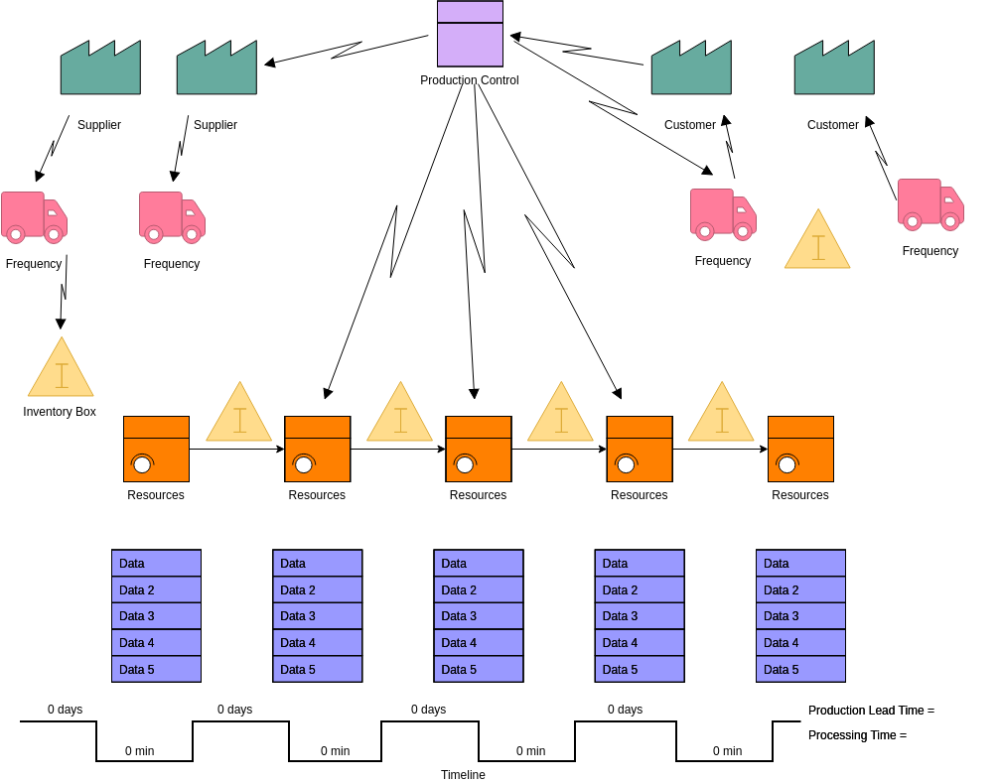 Production Control
Supplier
Supplier
Customer
Customer
Frequency
Frequency
Frequency
Frequency
I
I
Inventory Box
I
I
I
I
Resources
Resources
Resources
Resources
Resources
Data
Data
Data
Data
Data
Data 2
Data 2
Data 2
Data 2
Data 2
Data 3
Data 3
Data 3
Data 3
Data 3
Data 4
Data 4
Data 4
Data 4
Data 4
Data 5
Data 5
Data 5
Data 5
Data 5
0 days
0 days
0 days
0 days
Production Lead Time =
Processing Time =
0 min
0 min
0 min
0 min
Timeline